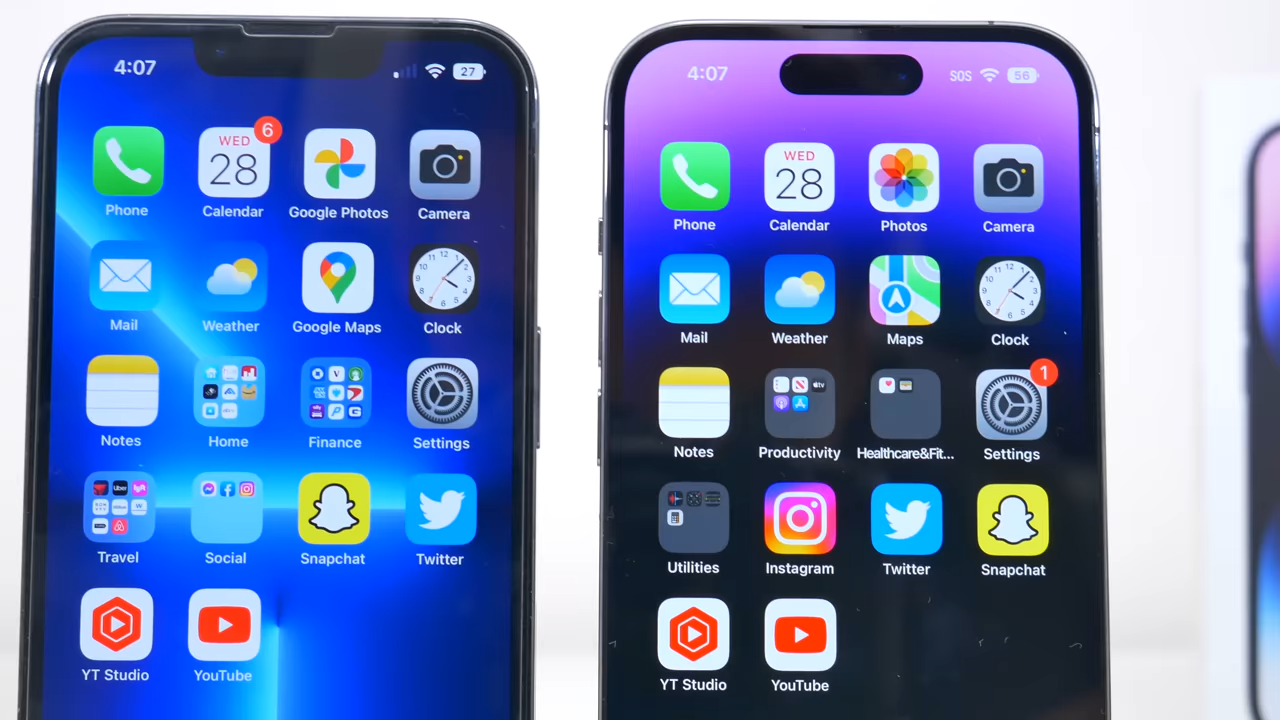 4:07
27
WED
28
6
Phone
Calendar
Google Photos
Camera
Mail
Weather
Google Maps
Clock
Notes
Home
Finance
Settings
Uber
Travel
Social
Snapchat
Twitter
YT Studio
YouTube
4:07
SOS
56
WED
28
Phone
Calendar
Photos
Camera
Mail
Weather
Maps
Clock
1
Notes
Productivity
Healthcare&Fit...
Settings
Utilities
Instagram
Twitter
Snapchat
YT Studio
YouTube